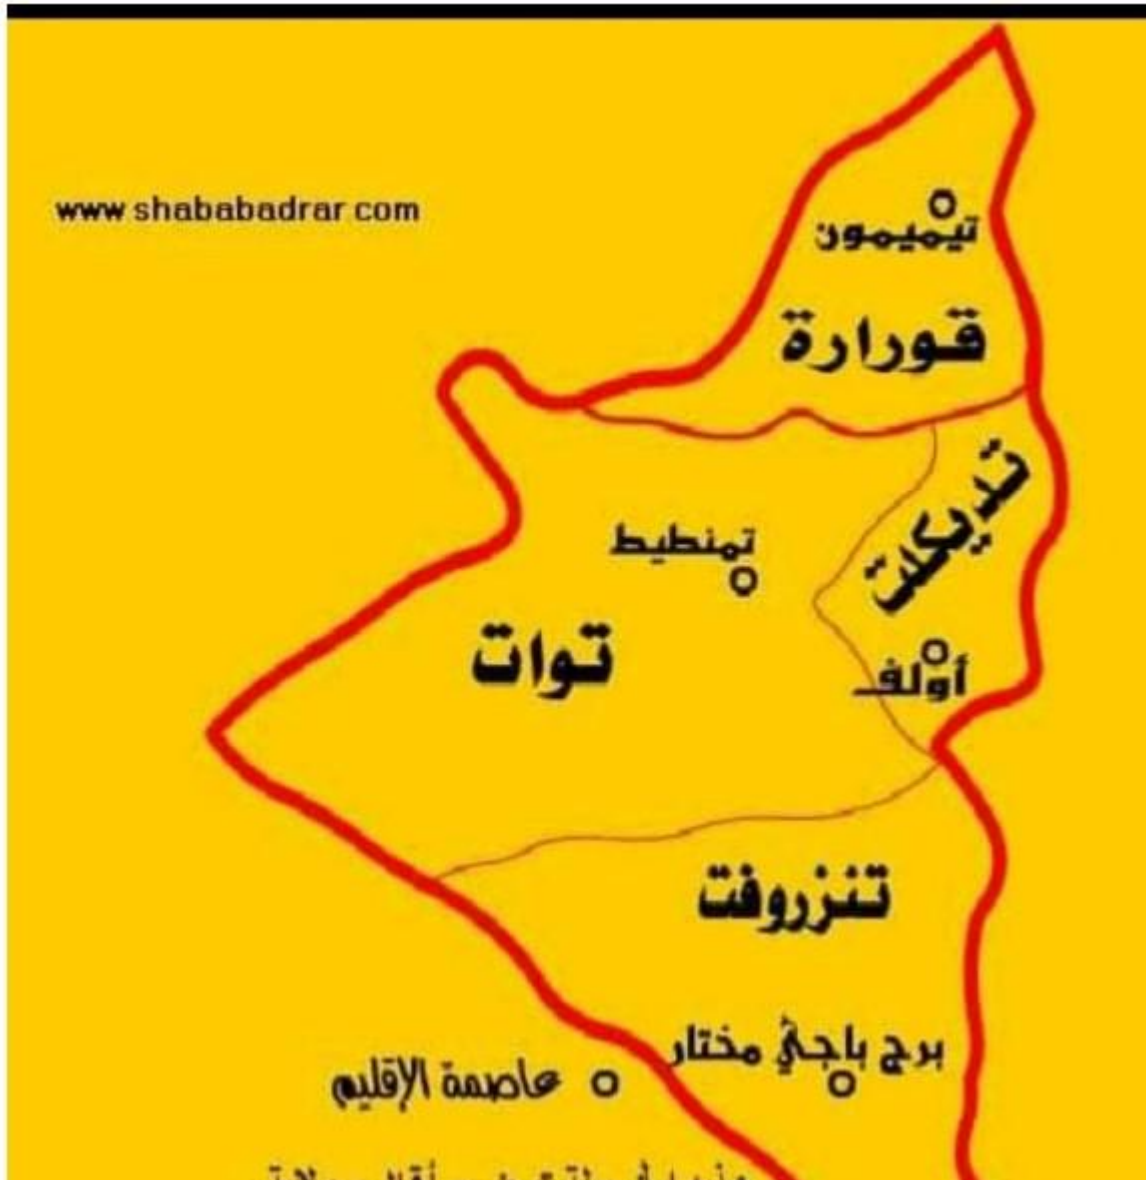 www.shababadrar.com
تيميمون
قورارة
تديكلت
تمنطيط
توات
أولف
تنزروفت
برج باجي مختار
عاصمة الإقليم